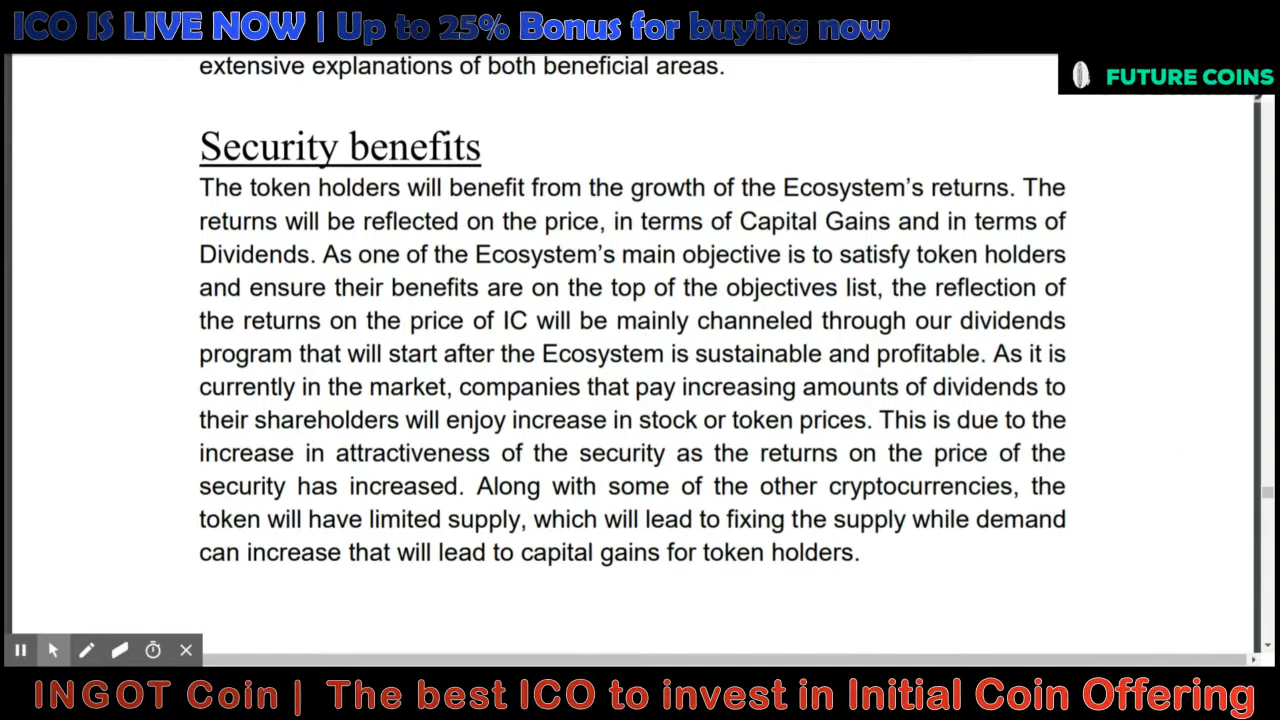 ICO IS LIVE NOW | Up to 25% Bonus for buying now
extensive explanations of both beneficial areas.
FUTURE COINS
Security benefits
The token holders will benefit from the growth of the Ecosystem’s returns. The
returns will be reflected on the price, in terms of Capital Gains and in terms of
Dividends. As one of the Ecosystem’s main objective is to satisfy token holders
and ensure their benefits are on the top of the objectives list, the reflection of
the returns on the price of IC will be mainly channeled through our dividends
program that will start after the Ecosystem is sustainable and profitable. As it is
currently in the market, companies that pay increasing amounts of dividends to
their shareholders will enjoy increase in stock or token prices. This is due to the
increase in attractiveness of the security as the returns on the price of the
security has increased. Along with some of the other cryptocurrencies, the
token will have limited supply, which will lead to fixing the supply while demand
can increase that will lead to capital gains for token holders.
INGOT Coin | The best ICO to invest in Initial Coin Offering